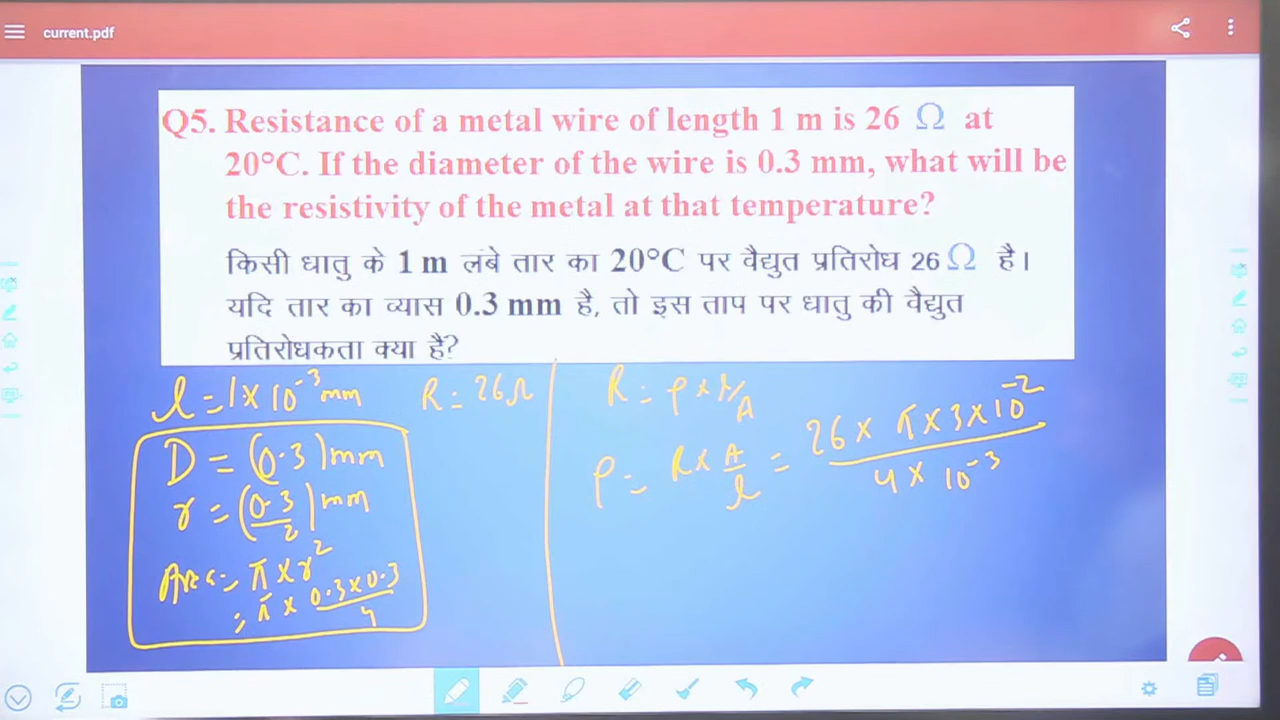 current.pdf
Q5. Resistance of a metal wire of length 1 m is 26 Ω at
20°C. If the diameter of the wire is 0.3 mm, what will be
the resistivity of the metal at that temperature?
किसी धातु के 1 m लंबे तार का 20°C पर वैद्युत प्रतिरोध 26 Ω है।
यदि तार का व्यास 0.3 mm है, तो इस ताप पर धातु की वैद्युत
प्रतिरोधकता क्या है?
l = 1 × 10⁻³ mm R = 26 Ω
D = (0.3) mm
r = (0.3/2) mm
Area = π × r²
= π × 0.3 × 0.3 / 4
R = ρ × l/A
ρ = R × A/l = 26 × π × 3 × 10⁻² / 4 × 10⁻³